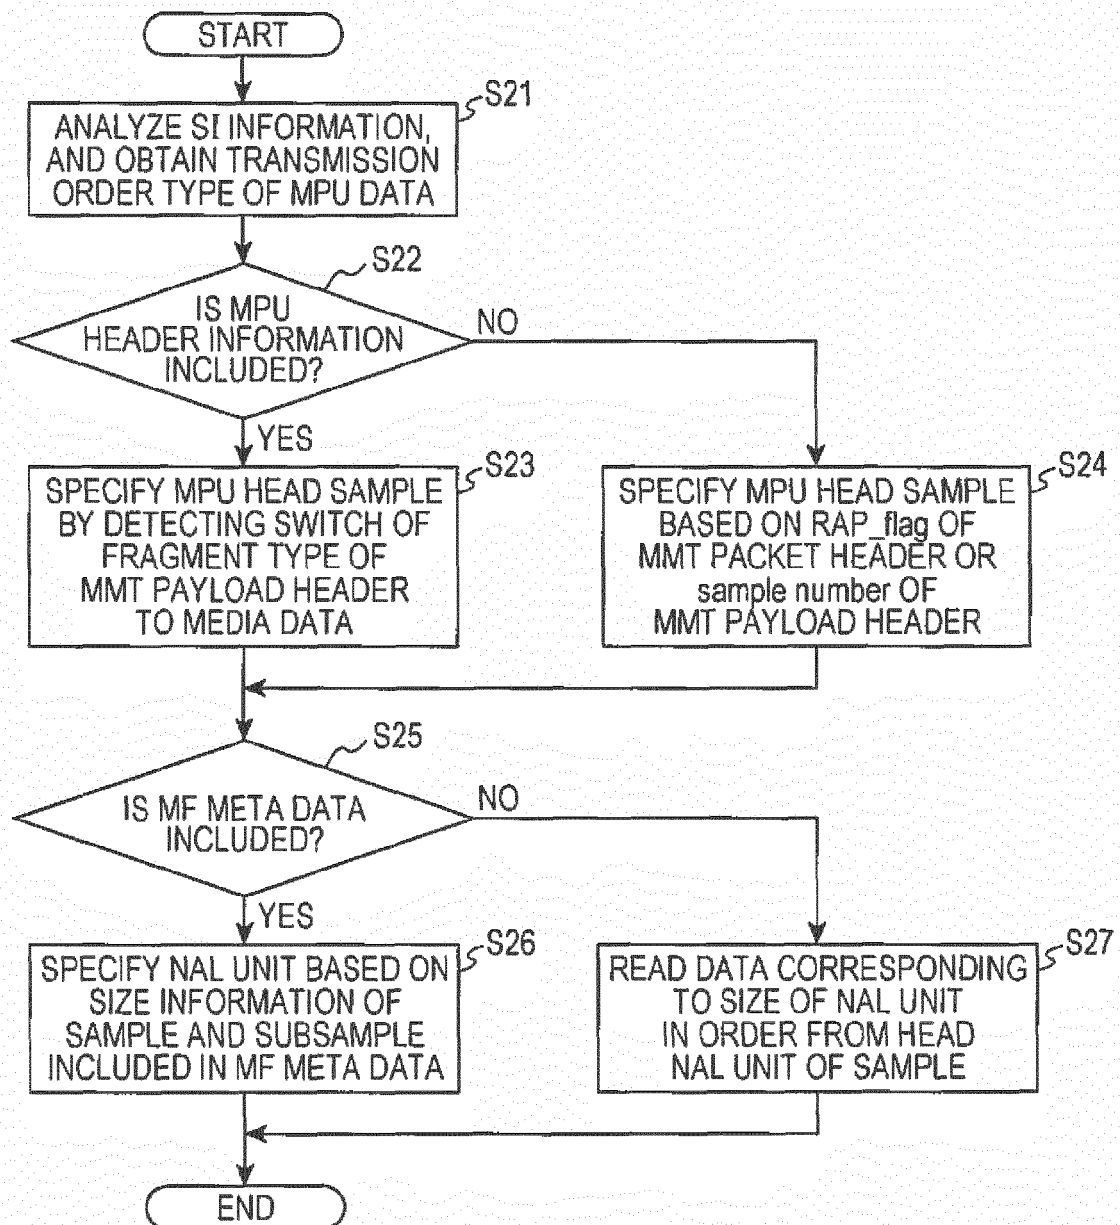 START
S21
ANALYZE SI INFORMATION,
AND OBTAIN TRANSMISSION
ORDER TYPE OF MPU DATA
S22
IS MPU
HEADER INFORMATION
INCLUDED?
NO
YES
S23
SPECIFY MPU HEAD SAMPLE
BY DETECTING SWITCH OF
FRAGMENT TYPE OF
MMT PAYLOAD HEADER
TO MEDIA DATA
S24
SPECIFY MPU HEAD SAMPLE
BASED ON RAP_flag OF
MMT PACKET HEADER OR
sample number OF
MMT PAYLOAD HEADER
S25
IS MF META DATA
INCLUDED?
NO
YES
S26
SPECIFY NAL UNIT BASED ON
SIZE INFORMATION OF
SAMPLE AND SUBSAMPLE
INCLUDED IN MF META DATA
S27
READ DATA CORRESPONDING
TO SIZE OF NAL UNIT
IN ORDER FROM HEAD
NAL UNIT OF SAMPLE
END